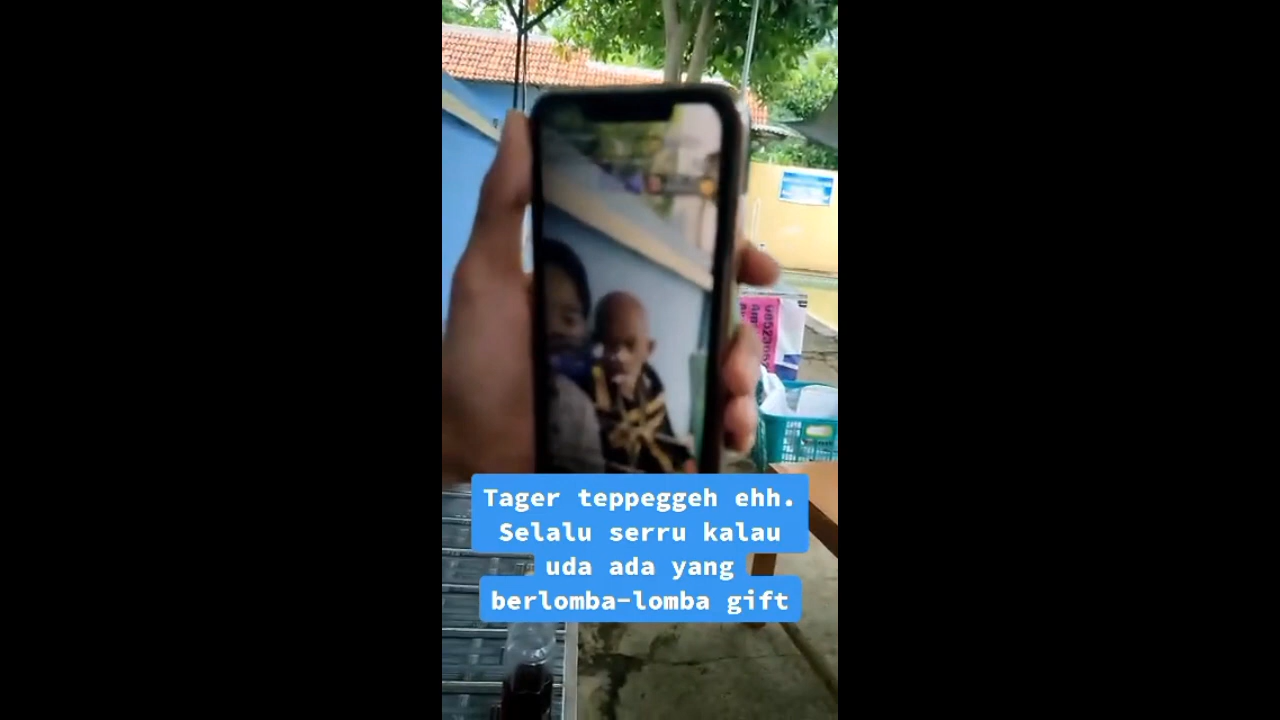 Tager teppeggeh ehh.
Selalu serru kalau
uda ada yang
berlomba-lomba gift